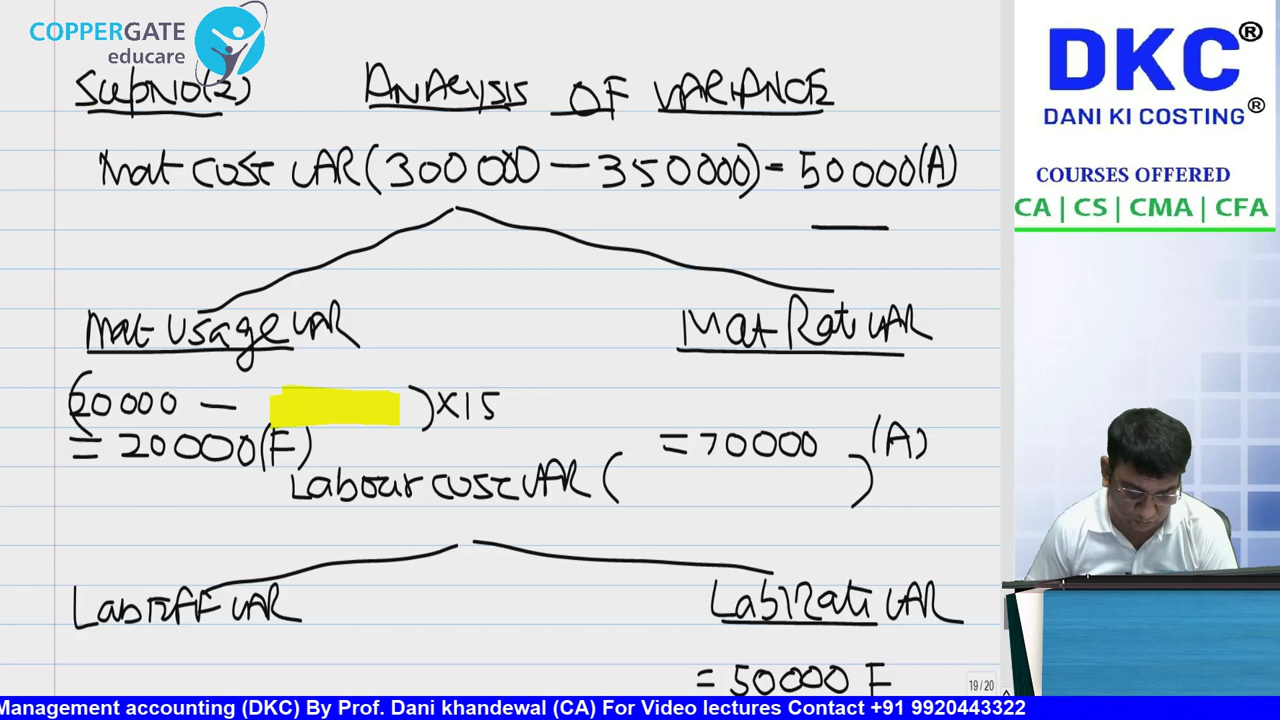 COPPERGATE
educare
SubNo(2) ANALYSIS OF VARIANCE
Mat cost VAR (300000 — 350000) = 50000(A)
Mat Usage VAR Mat Rate VAR
(20000 — ) X 15
= 20000(F) = 70000 (A)
Labour cost VAR ( )
Lab EFF VAR Lab Rate VAR
= 50000 F
19/20
DKC®
DANI KI COSTING®
COURSES OFFERED
CA | CS | CMA | CFA
Management accounting (DKC) By Prof. Dani khandewal (CA) For Video lectures Contact +91 9920443322